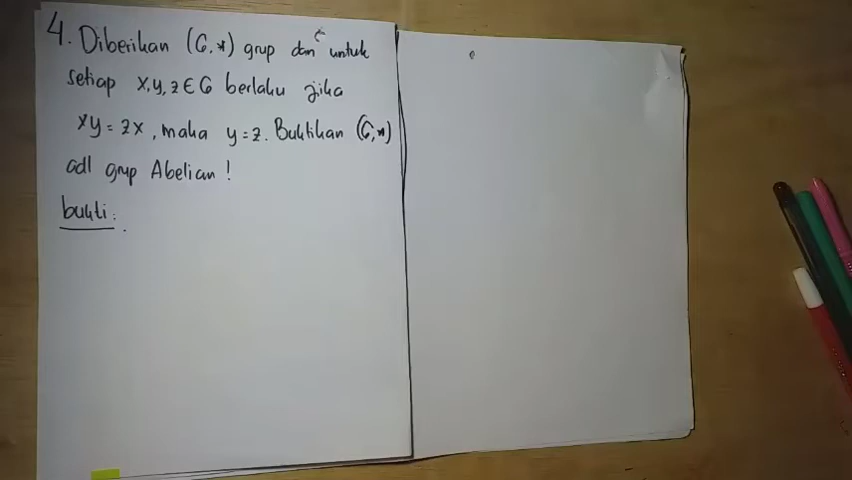 4. Diberikan (G,*) grup dan untuk
setiap x,y,z ∈ G berlaku jika
xy = zx, maka y = z. Buktikan (G,*)
adl grup Abelian !
bukti :